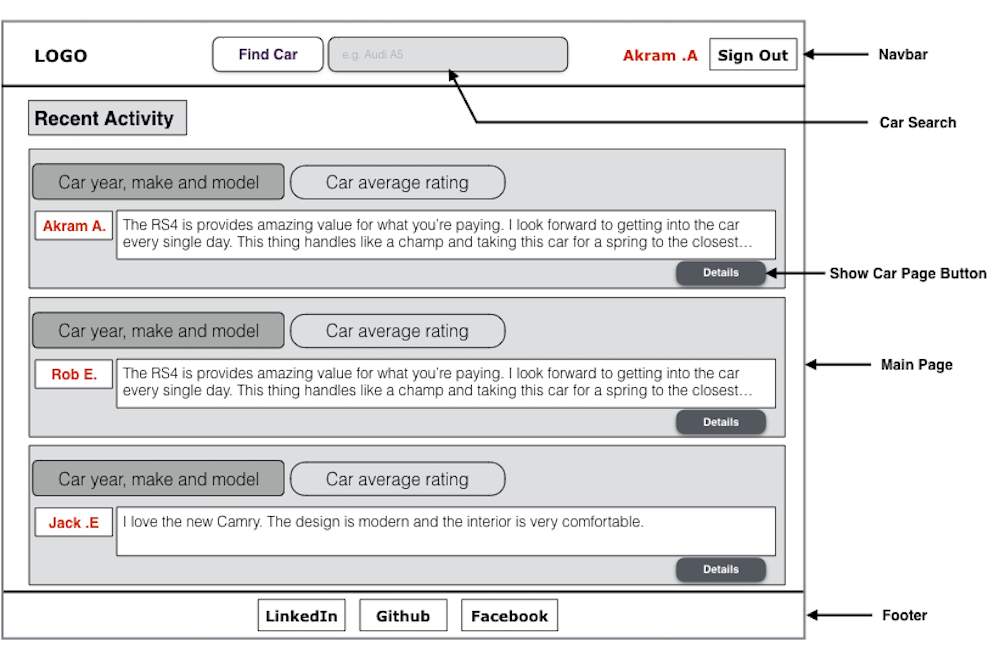 LOGO
Find Car
e.g. Audi A5
Akram .A
Sign Out
Navbar
Car Search
Recent Activity
Car year, make and model
Car average rating
Akram A.
The RS4 is provides amazing value for what you're paying. I look forward to getting into the car
every single day. This thing handles like a champ and taking this car for a spring to the closest...
Details
Show Car Page Button
Car year, make and model
Car average rating
Rob E.
The RS4 is provides amazing value for what you're paying. I look forward to getting into the car
every single day. This thing handles like a champ and taking this car for a spring to the closest...
Main Page
Details
Car year, make and model
Car average rating
Jack .E
I love the new Camry. The design is modern and the interior is very comfortable.
Details
LinkedIn
Github
Facebook
Footer